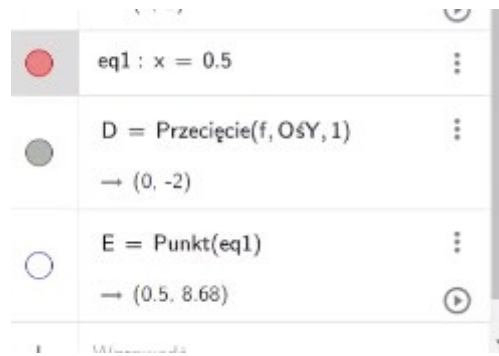 eq1 : x = 0.5
D = Przecięcie(f, OśY, 1)
→ (0, -2)
E = Punkt(eq1)
→ (0.5, 8.68)